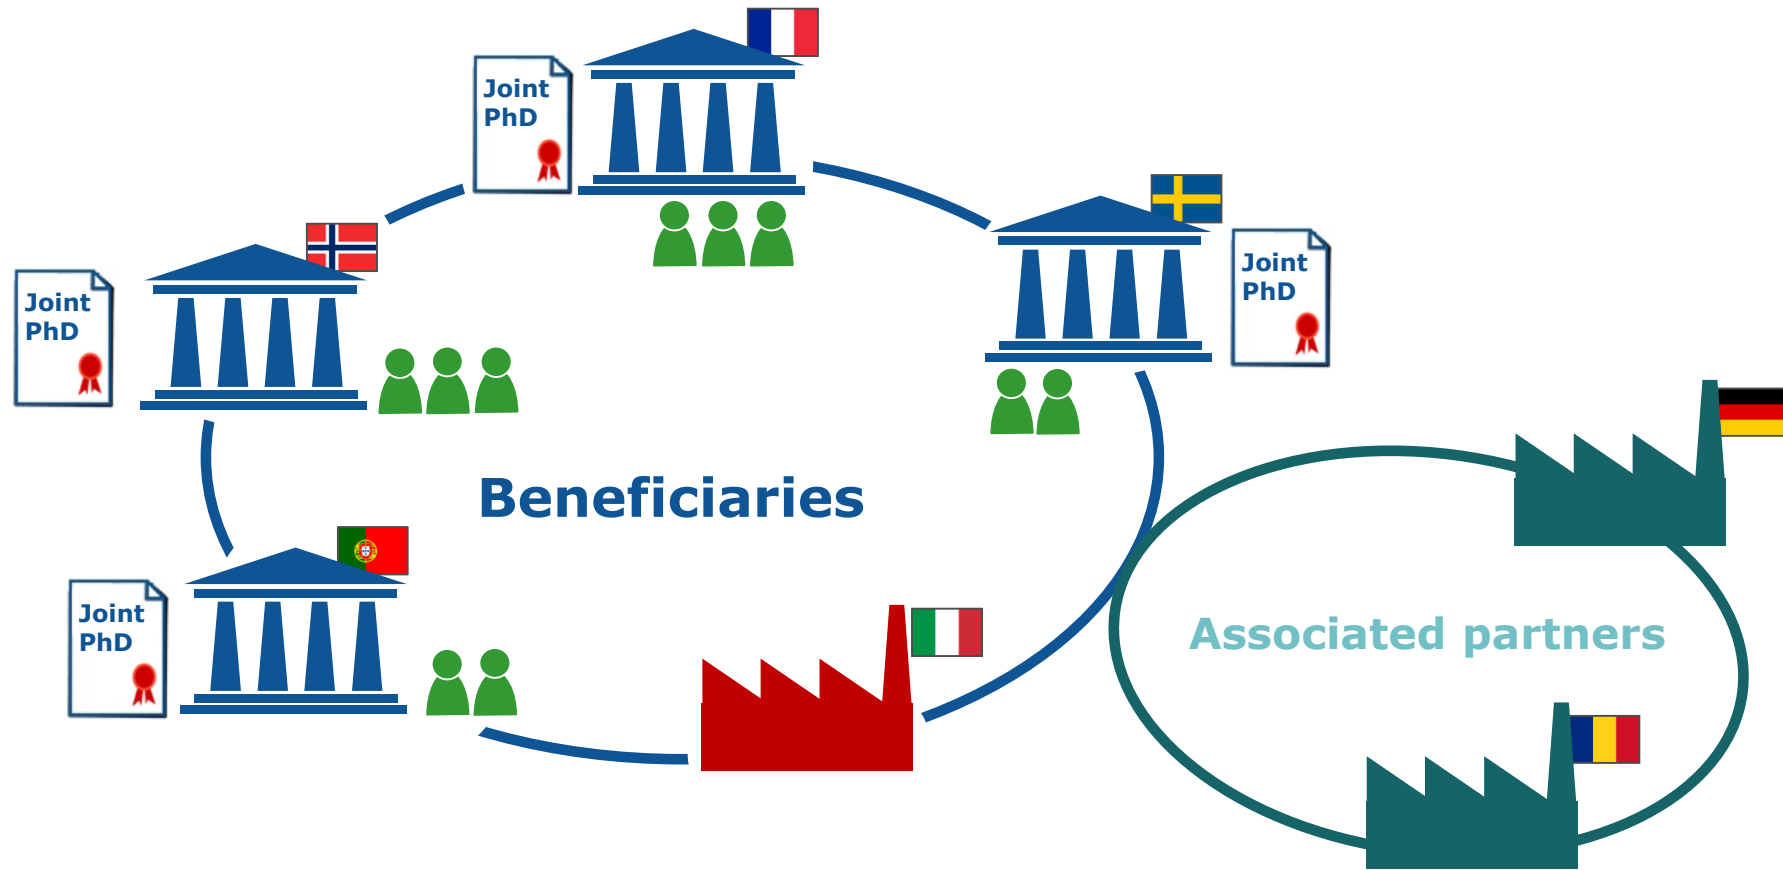 Joint
PhD
Joint
PhD
Joint
PhD
Beneficiaries
Joint
PhD
Associated partners